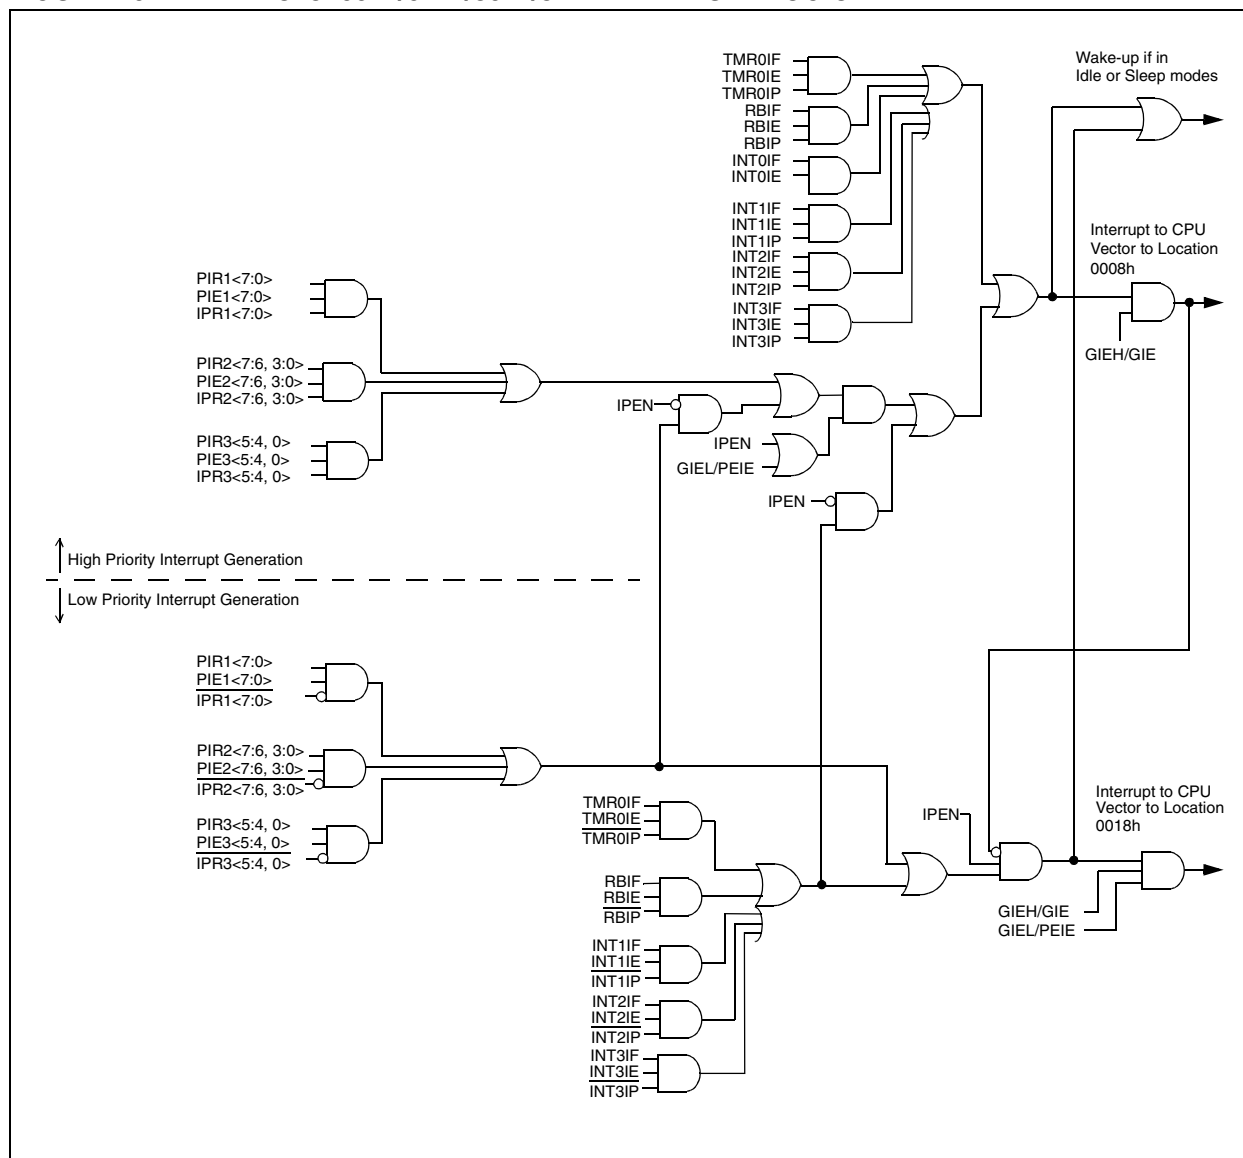 TMR0IF
TMR0IE
TMR0IP
RBIF
RBIE
RBIP
INT0IF
INT0IE
INT1IF
INT1IE
INT1IP
INT2IF
INT2IE
INT2IP
INT3IF
INT3IE
INT3IP
Wake-up if in
Idle or Sleep modes
Interrupt to CPU
Vector to Location
0008h
GIEH/GIE
PIR1<7:0>
PIE1<7:0>
IPR1<7:0>
PIR2<7:6, 3:0>
PIE2<7:6, 3:0>
IPR2<7:6, 3:0>
PIR3<5:4, 0>
PIE3<5:4, 0>
IPR3<5:4, 0>
IPEN
IPEN
GIEL/PEIE
IPEN
High Priority Interrupt Generation
Low Priority Interrupt Generation
PIR1<7:0>
PIE1<7:0>
IPR1<7:0>
PIR2<7:6, 3:0>
PIE2<7:6, 3:0>
IPR2<7:6, 3:0>
PIR3<5:4, 0>
PIE3<5:4, 0>
IPR3<5:4, 0>
TMR0IF
TMR0IE
TMR0IP
RBIF
RBIE
RBIP
INT1IF
INT1IE
INT1IP
INT2IF
INT2IE
INT2IP
INT3IF
INT3IE
INT3IP
IPEN
Interrupt to CPU
Vector to Location
0018h
GIEH/GIE
GIEL/PEIE